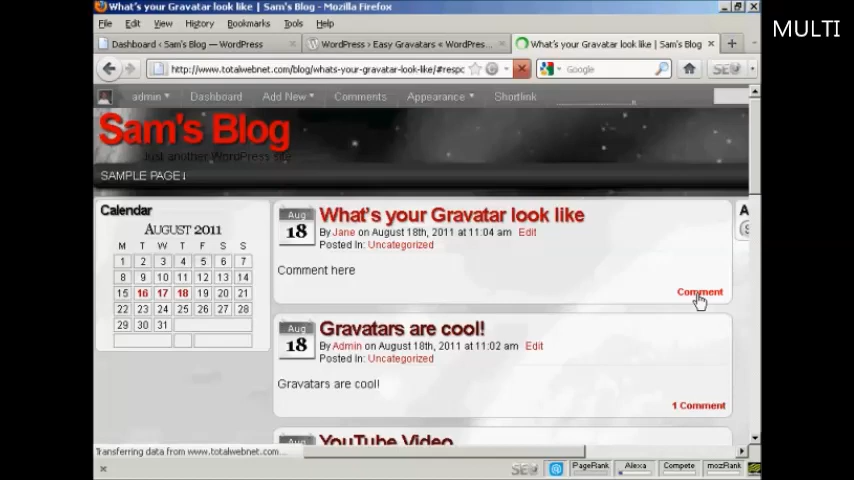 What's your Gravatar look like | Sam's Blog - Mozilla Firefox
MULTI
File Edit View History Bookmarks Tools Help
Dashboard ‹ Sam's Blog — WordPress
WordPress › Easy Gravatars « WordPres...
What's your Gravatar look like | Sam's Blog
http://www.totalwebnet.com/blog/whats-your-gravatar-look-like/#respc
Google
admin Dashboard Add New Comments Appearance Shortlink
Sam's Blog
Just another WordPress site
SAMPLE PAGE↓
Calendar
AUGUST 2011
M T W T F S S
1 2 3 4 5 6 7
8 9 10 11 12 13 14
15 16 17 18 19 20 21
22 23 24 25 26 27 28
29 30 31
Aug
18
What's your Gravatar look like
By Jane on August 18th, 2011 at 11:04 am Edit
Posted In: Uncategorized
Comment here
Comment
Aug
18
Gravatars are cool!
By Admin on August 18th, 2011 at 11:02 am Edit
Posted In: Uncategorized
Gravatars are cool!
1 Comment
Aug
YouTube Video
A
Transferring data from www.totalwebnet.com...
PageRank Alexa Compete mozRank